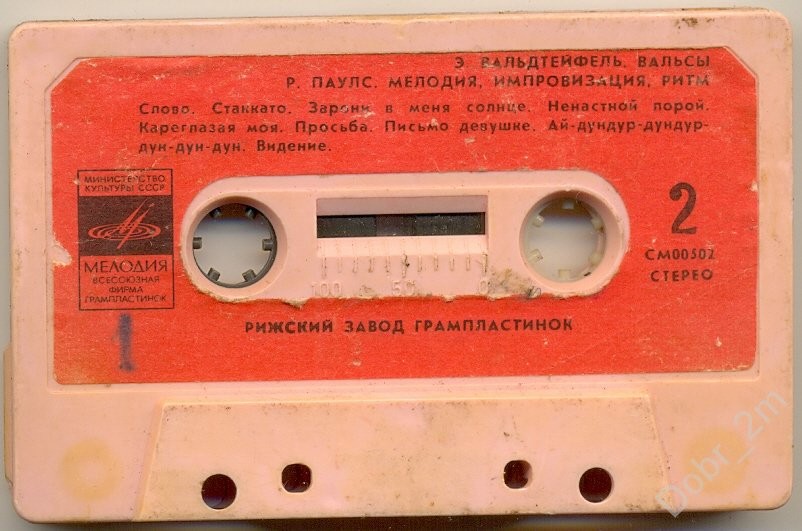 Э. ВАЛЬДТЕЙФЕЛЬ, ВАЛЬСЫ
Р. ПАУЛС. МЕЛОДИЯ, ИМПРОВИЗАЦИЯ, РИТМ
Слово. Стаккато. Зарони в меня солнце. Ненастной порой.
Кареглазая моя. Просьба. Письмо девушке. Ай-дундур-дундур-
дун-дун-дун. Видение.
МИНИСТЕРСТВО
КУЛЬТУРЫ СССР
МЕЛОДИЯ
ВСЕСОЮЗНАЯ
ФИРМА
ГРАМПЛАСТИНОК
2
СМ00502
СТЕРЕО
100 50 0
РИЖСКИЙ ЗАВОД ГРАМПЛАСТИНОК
1
Dobr_2m